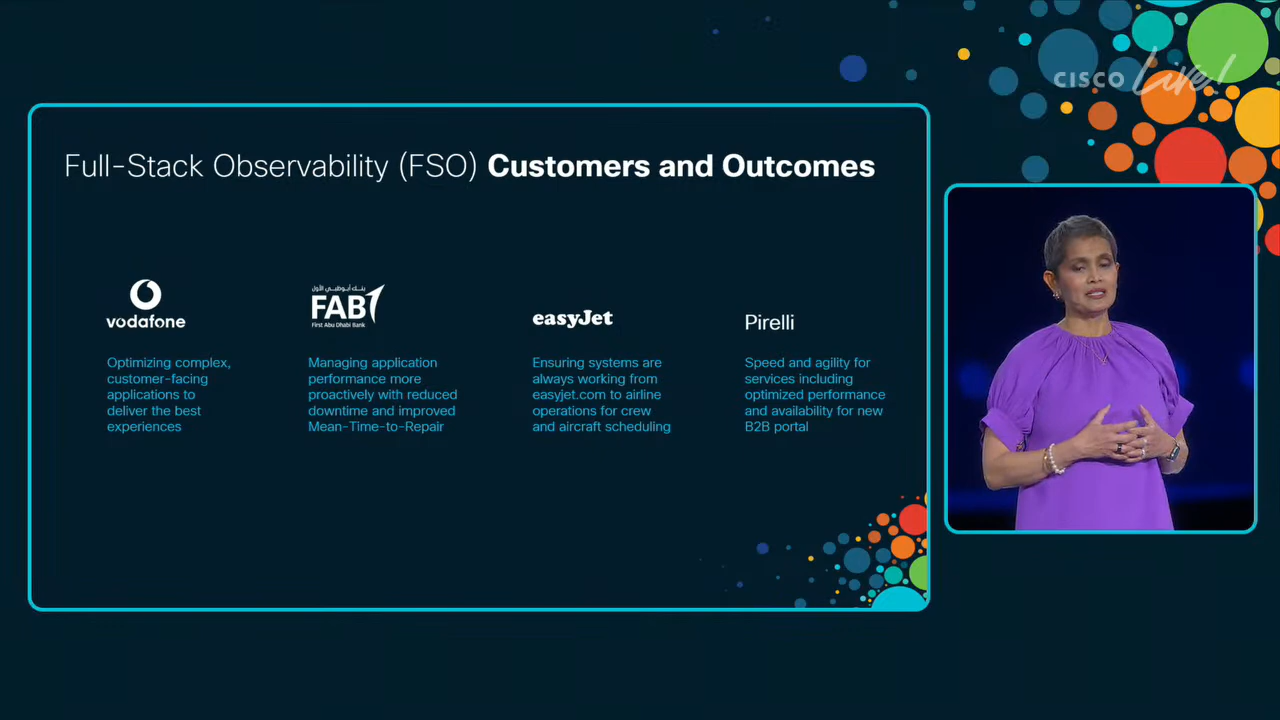 CISCO Live!
Full-Stack Observability (FSO) Customers and Outcomes
vodafone
Optimizing complex,
customer-facing
applications to
deliver the best
experiences
بنك أبوظبي الأول
FAB
First Abu Dhabi Bank
Managing application
performance more
proactively with reduced
downtime and improved
Mean-Time-to-Repair
easyJet
Ensuring systems are
always working from
easyjet.com to airline
operations for crew
and aircraft scheduling
Pirelli
Speed and agility for
services including
optimized performance
and availability for new
B2B portal